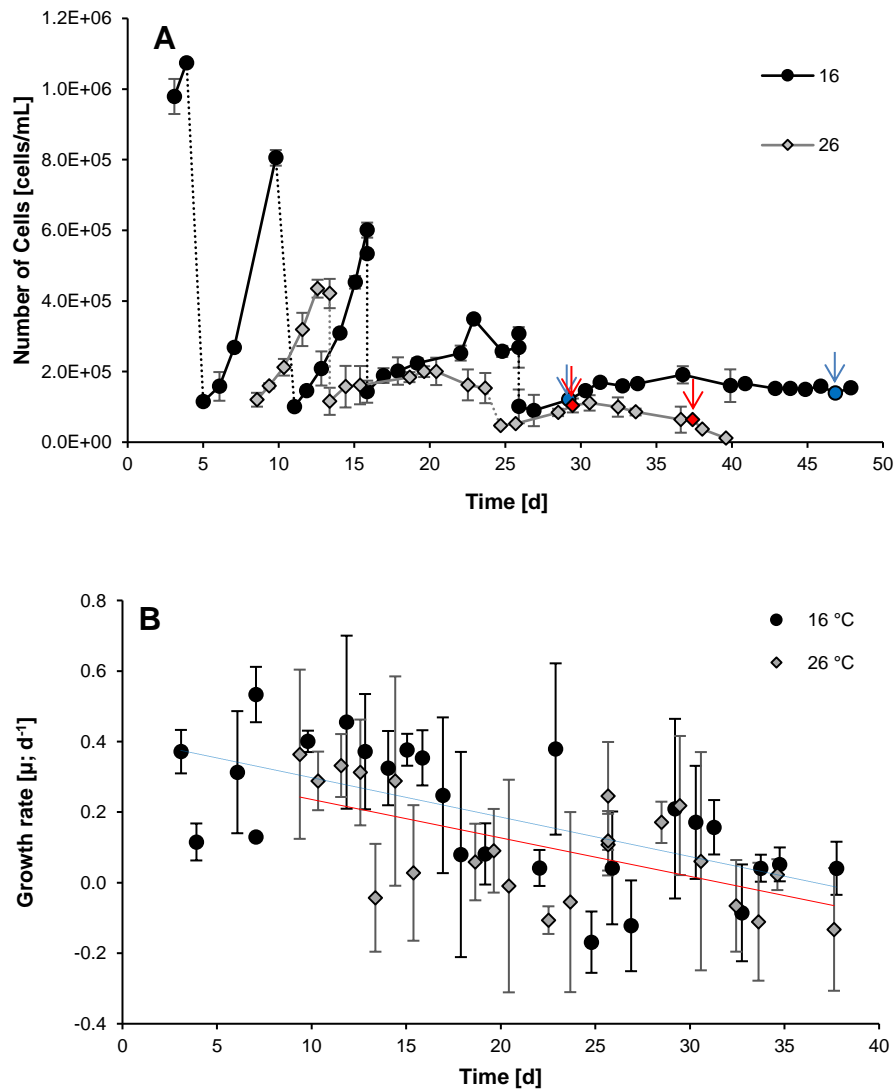 A
Number of Cells [cells/mL]
1.2E+06
1.0E+06
8.0E+05
6.0E+05
4.0E+05
2.0E+05
0.0E+00
16
26
0 5 10 15 20 25 30 35 40 45 50
Time [d]
B
Growth rate [µ; d-1]
0.8
0.6
0.4
0.2
0.0
-0.2
-0.4
16 °C
26 °C
0 5 10 15 20 25 30 35 40
Time [d]